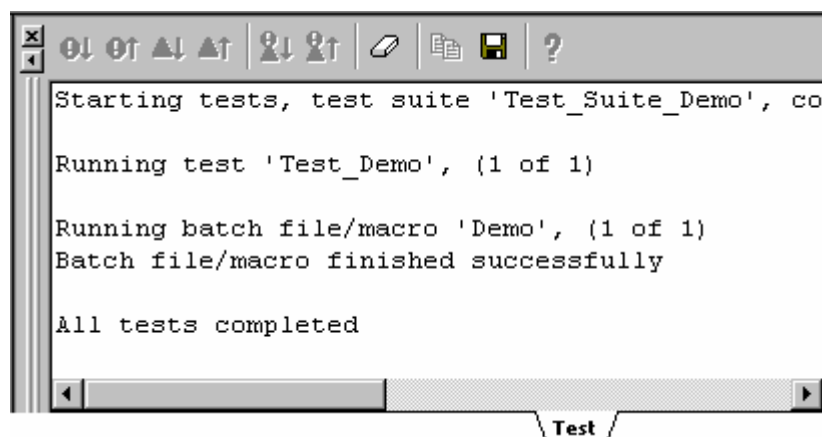 Starting tests, test suite 'Test_Suite_Demo', co
Running test 'Test_Demo', (1 of 1)
Running batch file/macro 'Demo', (1 of 1)
Batch file/macro finished successfully
All tests completed
Test